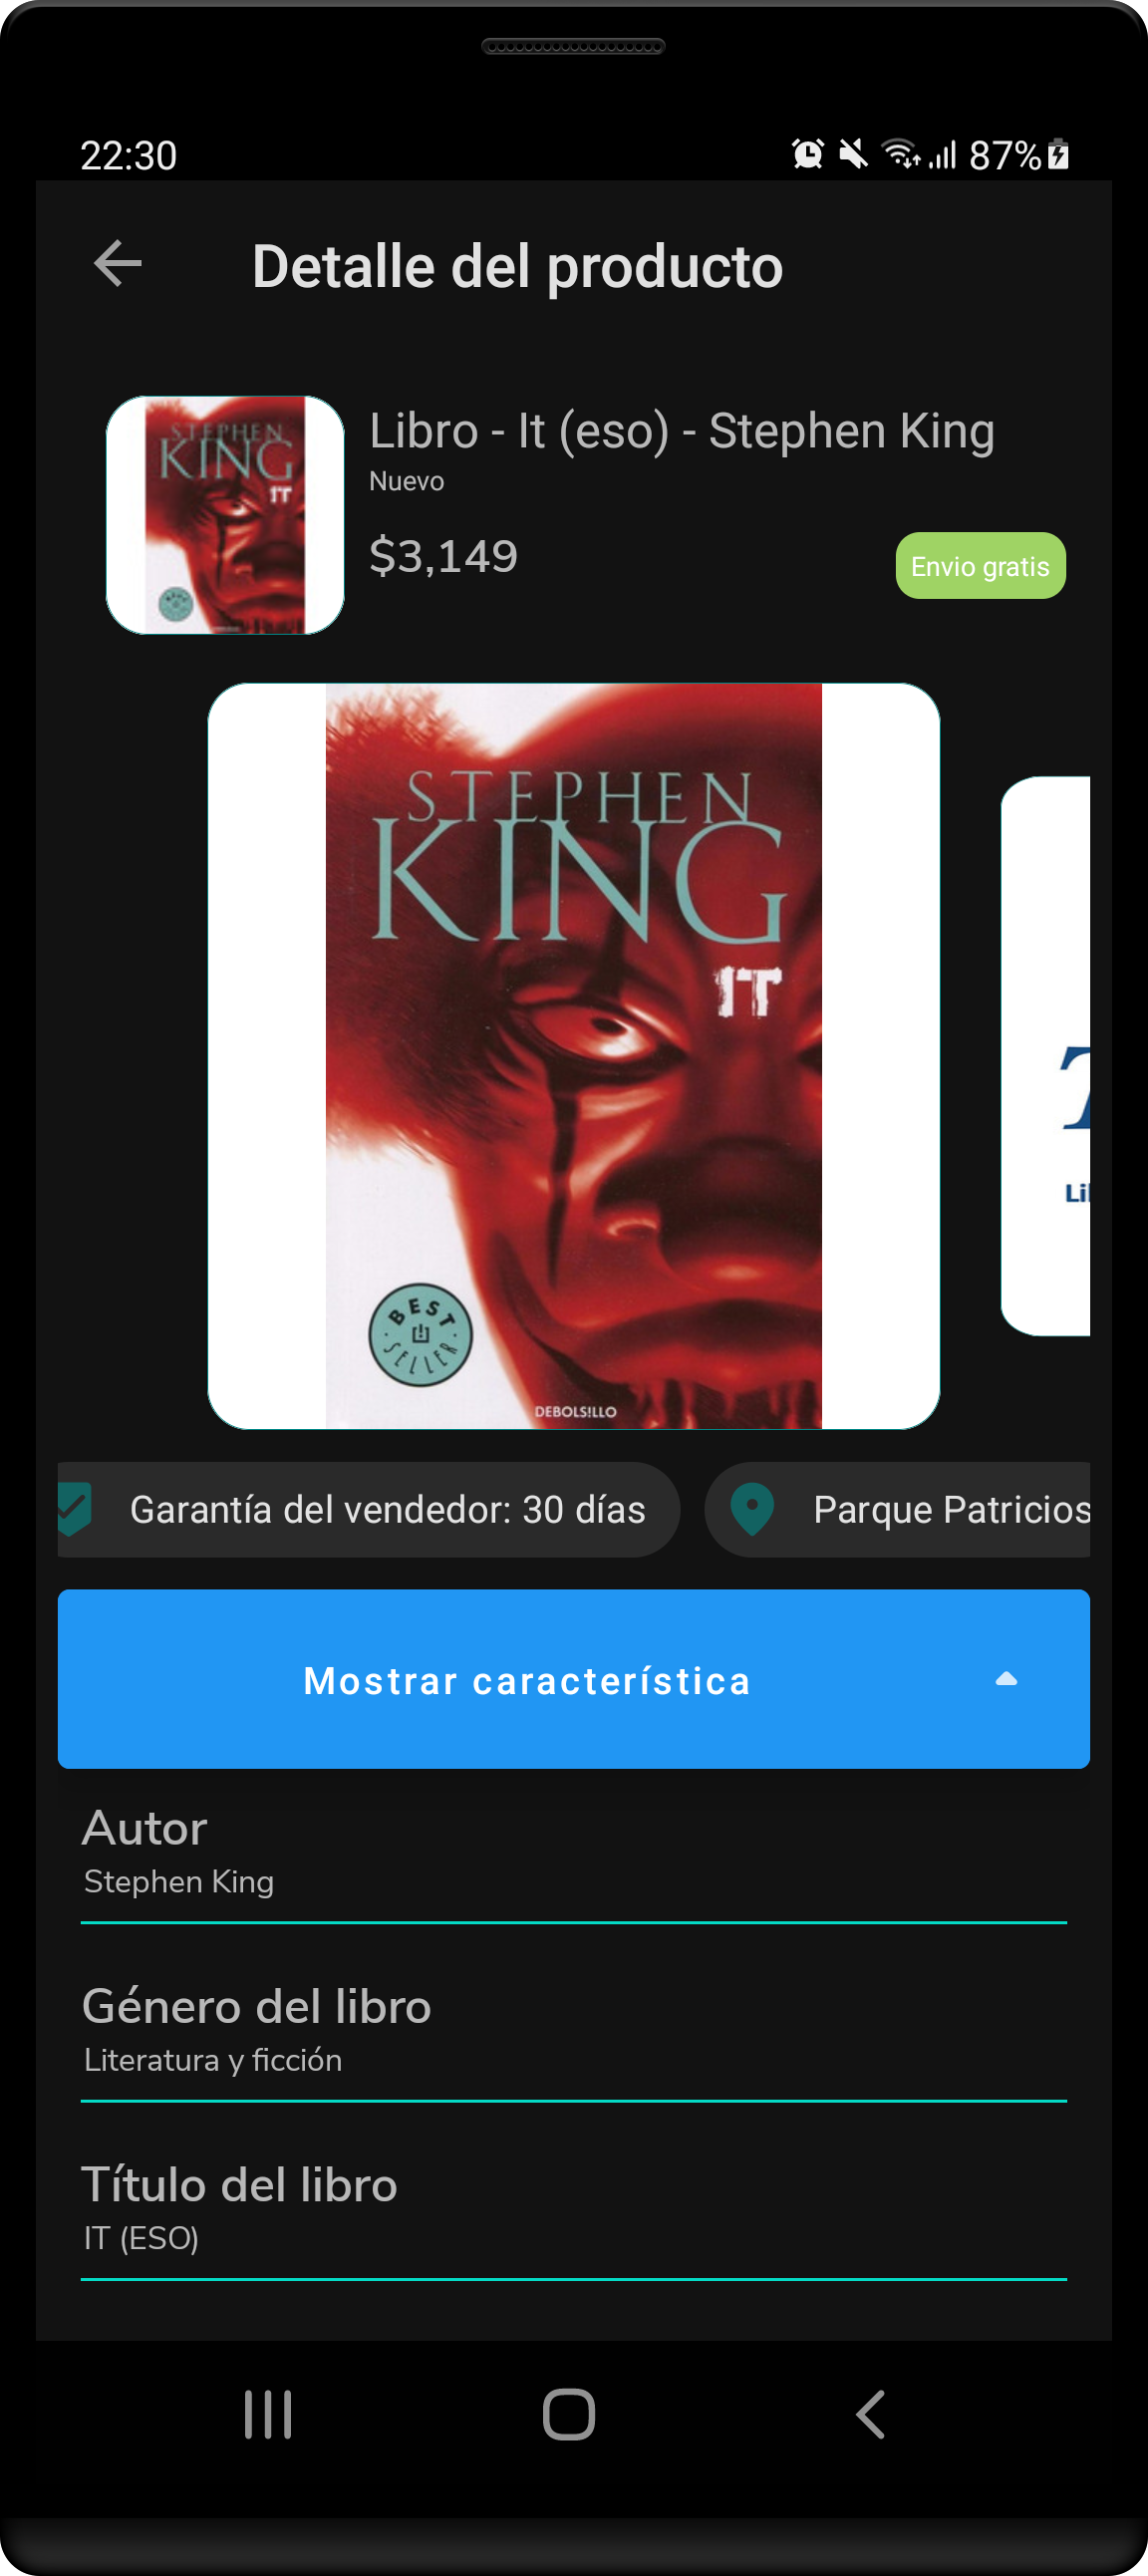 22:30
87%
Detalle del producto
Libro - It (eso) - Stephen King
Nuevo
$3,149
Envio gratis
STEPHEN
KING
IT
STEPHEN
KING
IT
BEST
SELLER
DEBOLS!LLO
Garantía del vendedor: 30 días
Parque Patricios
Mostrar característica
Autor
Stephen King
Género del libro
Literatura y ficción
Título del libro
IT (ESO)